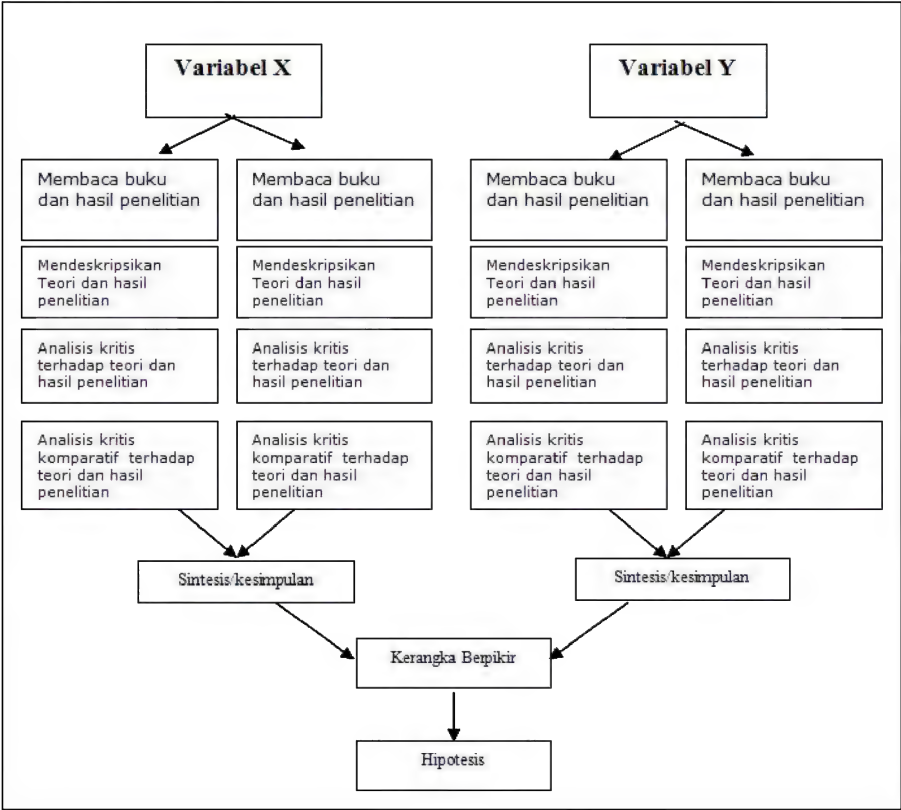 Variabel X
Variabel Y
Membaca buku
dan hasil penelitian
Membaca buku
dan hasil penelitian
Membaca buku
dan hasil penelitian
Membaca buku
dan hasil penelitian
Mendeskripsikan
Teori dan hasil
penelitian
Mendeskripsikan
Teori dan hasil
penelitian
Mendeskripsikan
Teori dan hasil
penelitian
Mendeskripsikan
Teori dan hasil
penelitian
Analisis kritis
terhadap teori dan
hasil penelitian
Analisis kritis
terhadap teori dan
hasil penelitian
Analisis kritis
terhadap teori dan
hasil penelitian
Analisis kritis
terhadap teori dan
hasil penelitian
Analisis kritis
komparatif terhadap
teori dan hasil
penelitian
Analisis kritis
komparatif terhadap
teori dan hasil
penelitian
Analisis kritis
komparatif terhadap
teori dan hasil
penelitian
Analisis kritis
komparatif terhadap
teori dan hasil
penelitian
Sintesis/kesimpulan
Sintesis/kesimpulan
Kerangka Berpikir
Hipotesis